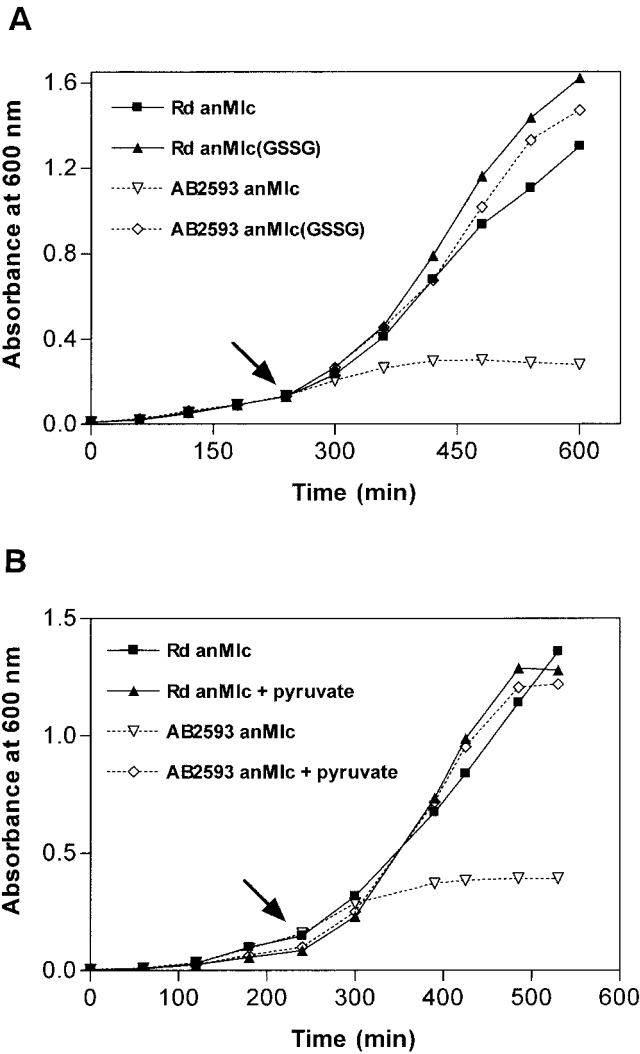 A
Absorbance at 600 nm
1.6
1.2
0.8
0.4
0.0
Rd anMIc
Rd anMIc(GSSG)
AB2593 anMIc
AB2593 anMIc(GSSG)
0 150 300 450 600
Time (min)
B
Absorbance at 600 nm
1.5
1.0
0.5
0.0
Rd anMIc
Rd anMIc + pyruvate
AB2593 anMIc
AB2593 anMIc + pyruvate
0 100 200 300 400 500 600
Time (min)